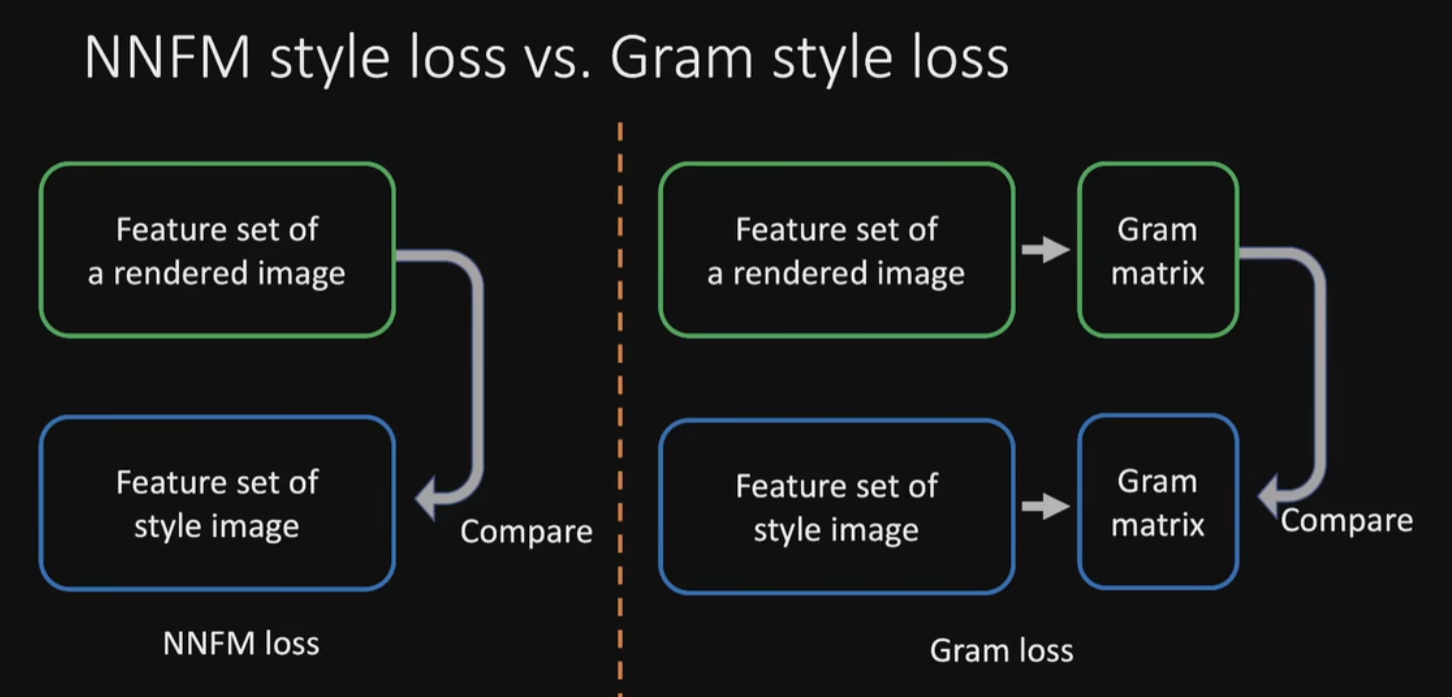 NNFM style loss vs. Gram style loss
Feature set of
a rendered image
Feature set of
style image
Compare
NNFM loss
Feature set of
a rendered image
Gram
matrix
Feature set of
style image
Gram
matrix
Compare
Gram loss